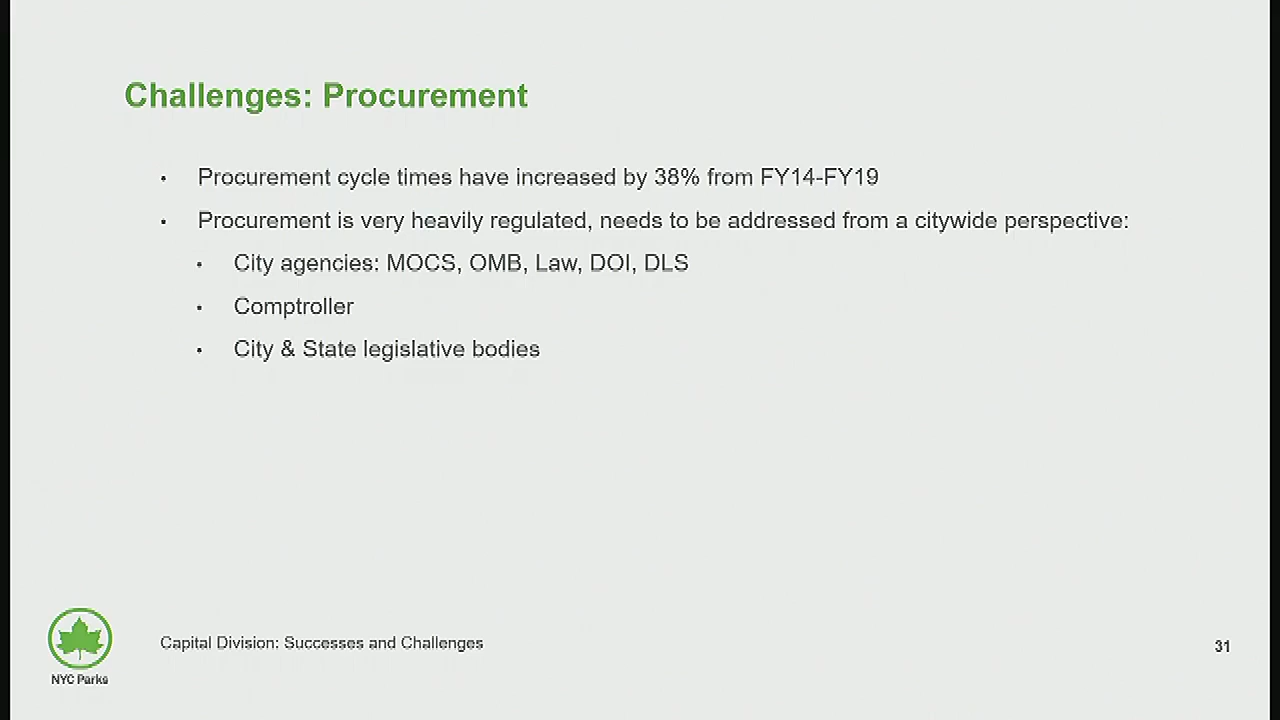 Challenges: Procurement
• Procurement cycle times have increased by 38% from FY14-FY19
• Procurement is very heavily regulated, needs to be addressed from a citywide perspective:
• City agencies: MOCS, OMB, Law, DOI, DLS
• Comptroller
• City & State legislative bodies
Capital Division: Successes and Challenges
31
NYC Parks